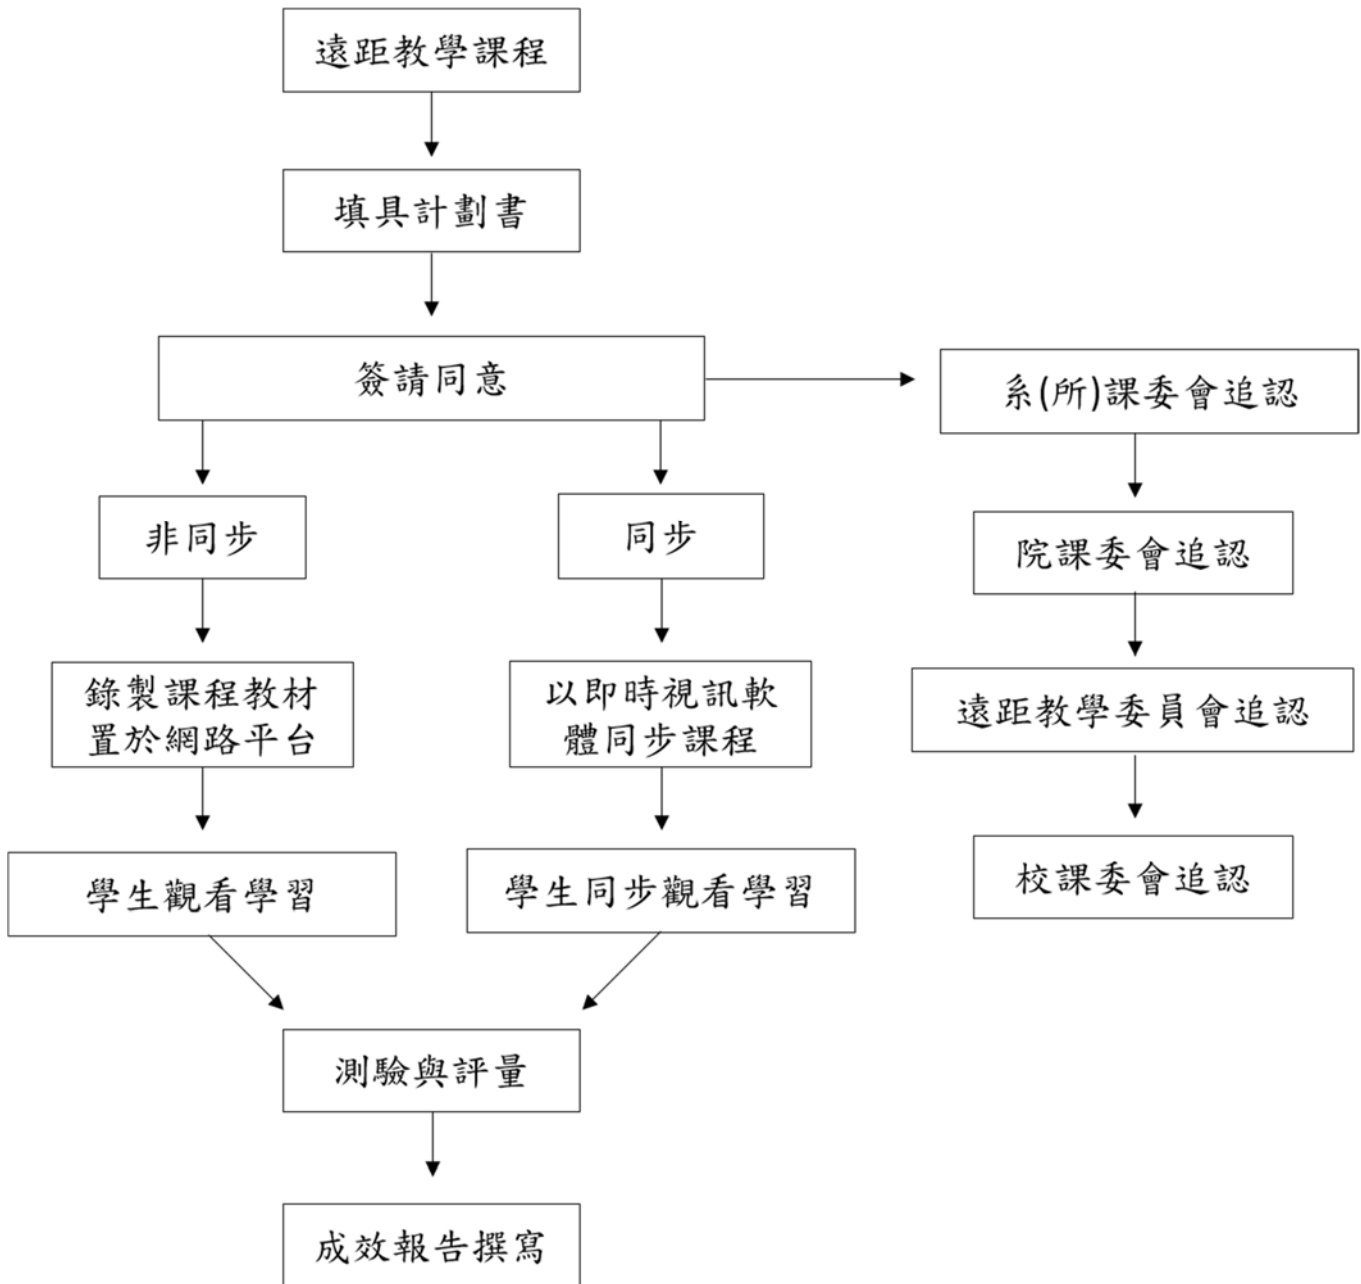 遠距教學課程
填具計劃書
簽請同意
系(所)課委會追認
非同步
同步
院課委會追認
錄製課程教材
置於網路平台
以即時視訊軟
體同步課程
遠距教學委員會追認
學生觀看學習
學生同步觀看學習
校課委會追認
測驗與評量
成效報告撰寫